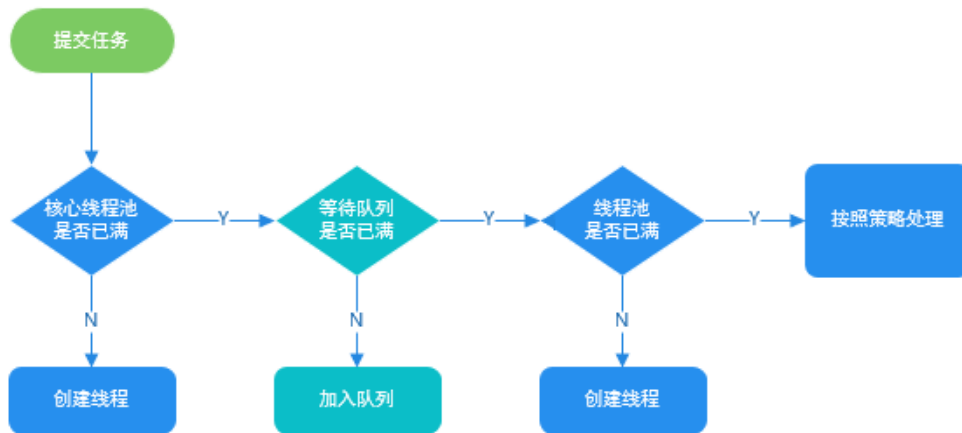 提交任务
核心线程池
是否已满
Y
等待队列
是否已满
Y
线程池
是否已满
Y
按照策略处理
N
N
N
创建线程
加入队列
创建线程